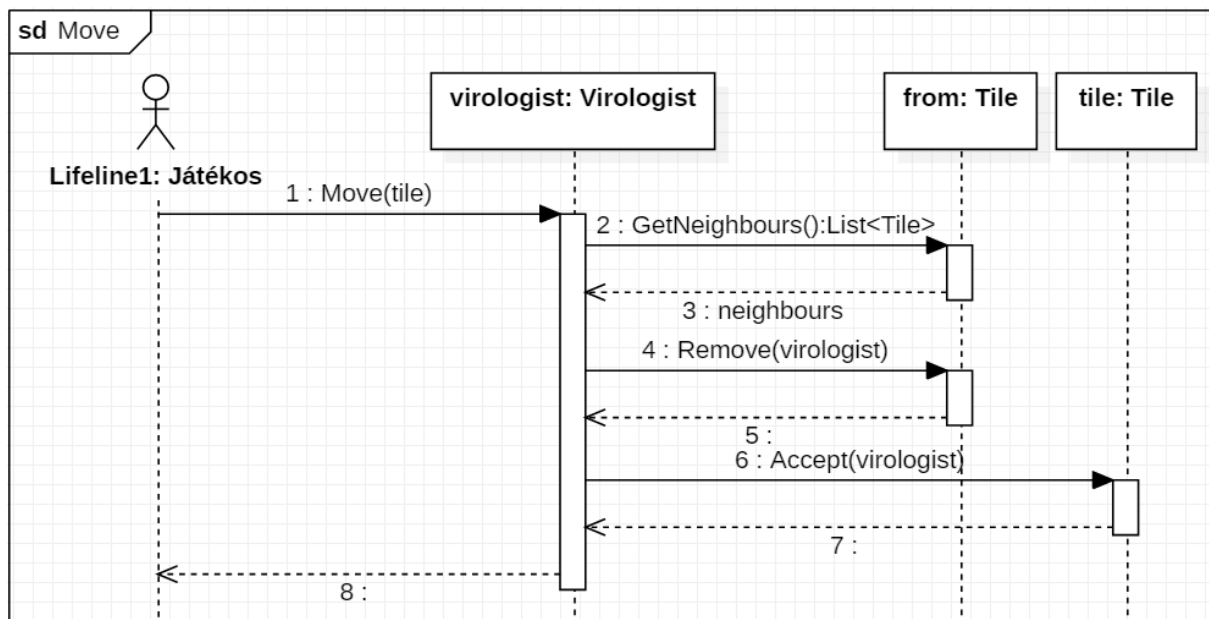 sd Move
virologist: Virologist
from: Tile
tile: Tile
Lifeline1: Játékos
1 : Move(tile)
2 : GetNeighbours():List<Tile>
3 : neighbours
4 : Remove(virologist)
5 :
6 : Accept(virologist)
7 :
8 :